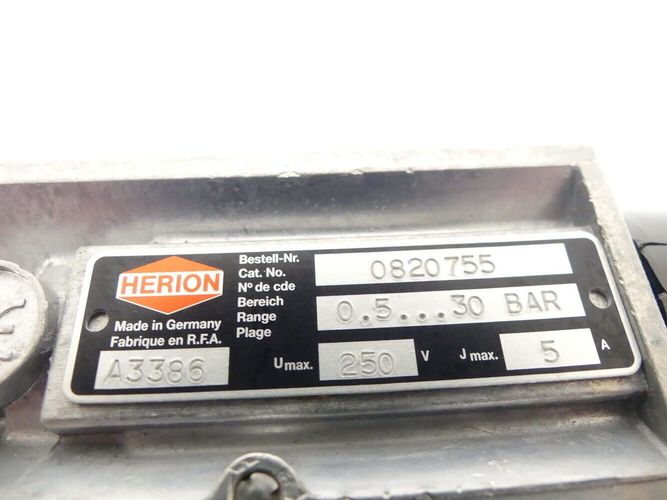 HERION
Made in Germany
Fabrique en R.F.A.
A3386
Bestell-Nr.
Cat. No.
Nº de cde
0820755
Bereich
Range
Plage
0.5...30 BAR
Umax. 250 V Jmax. 5 A